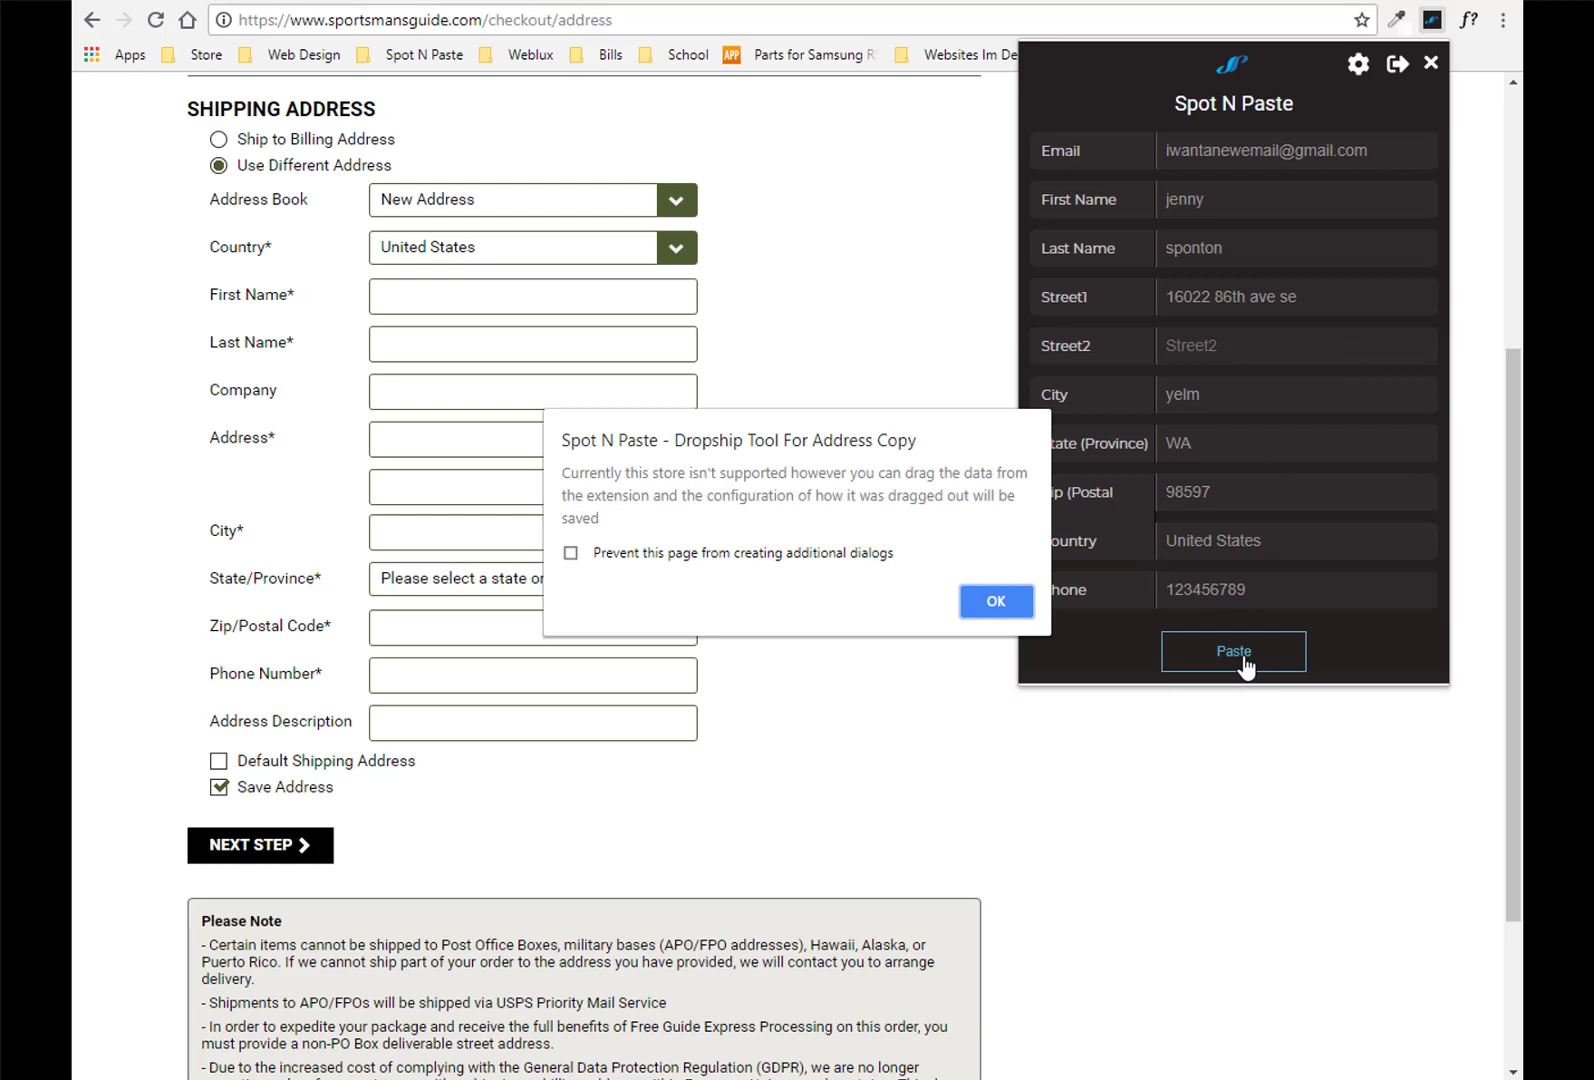 https://www.sportsmansguide.com/checkout/address
f?
Apps Store Web Design Spot N Paste Weblux Bills School APP Parts for Samsung R Websites Im De
SHIPPING ADDRESS
Ship to Billing Address
Use Different Address
Address Book New Address
Country* United States
First Name*
Last Name*
Company
Address*
City*
State/Province* Please select a state or
Zip/Postal Code*
Phone Number*
Address Description
Default Shipping Address
Save Address
NEXT STEP
Please Note
- Certain items cannot be shipped to Post Office Boxes, military bases (APO/FPO addresses), Hawaii, Alaska, or
Puerto Rico. If we cannot ship part of your order to the address you have provided, we will contact you to arrange
delivery.
- Shipments to APO/FPOs will be shipped via USPS Priority Mail Service
- In order to expedite your package and receive the full benefits of Free Guide Express Processing on this order, you
must provide a non-PO Box deliverable street address.
- Due to the increased cost of complying with the General Data Protection Regulation (GDPR), we are no longer
Spot N Paste - Dropship Tool For Address Copy
Currently this store isn't supported however you can drag the data from
the extension and the configuration of how it was dragged out will be
saved
Prevent this page from creating additional dialogs
OK
Spot N Paste
Email iwantanewemail@gmail.com
First Name jenny
Last Name sponton
Street1 16022 86th ave se
Street2 Street2
City yelm
tate (Province) WA
ip (Postal 98597
ountry United States
hone 123456789
Paste